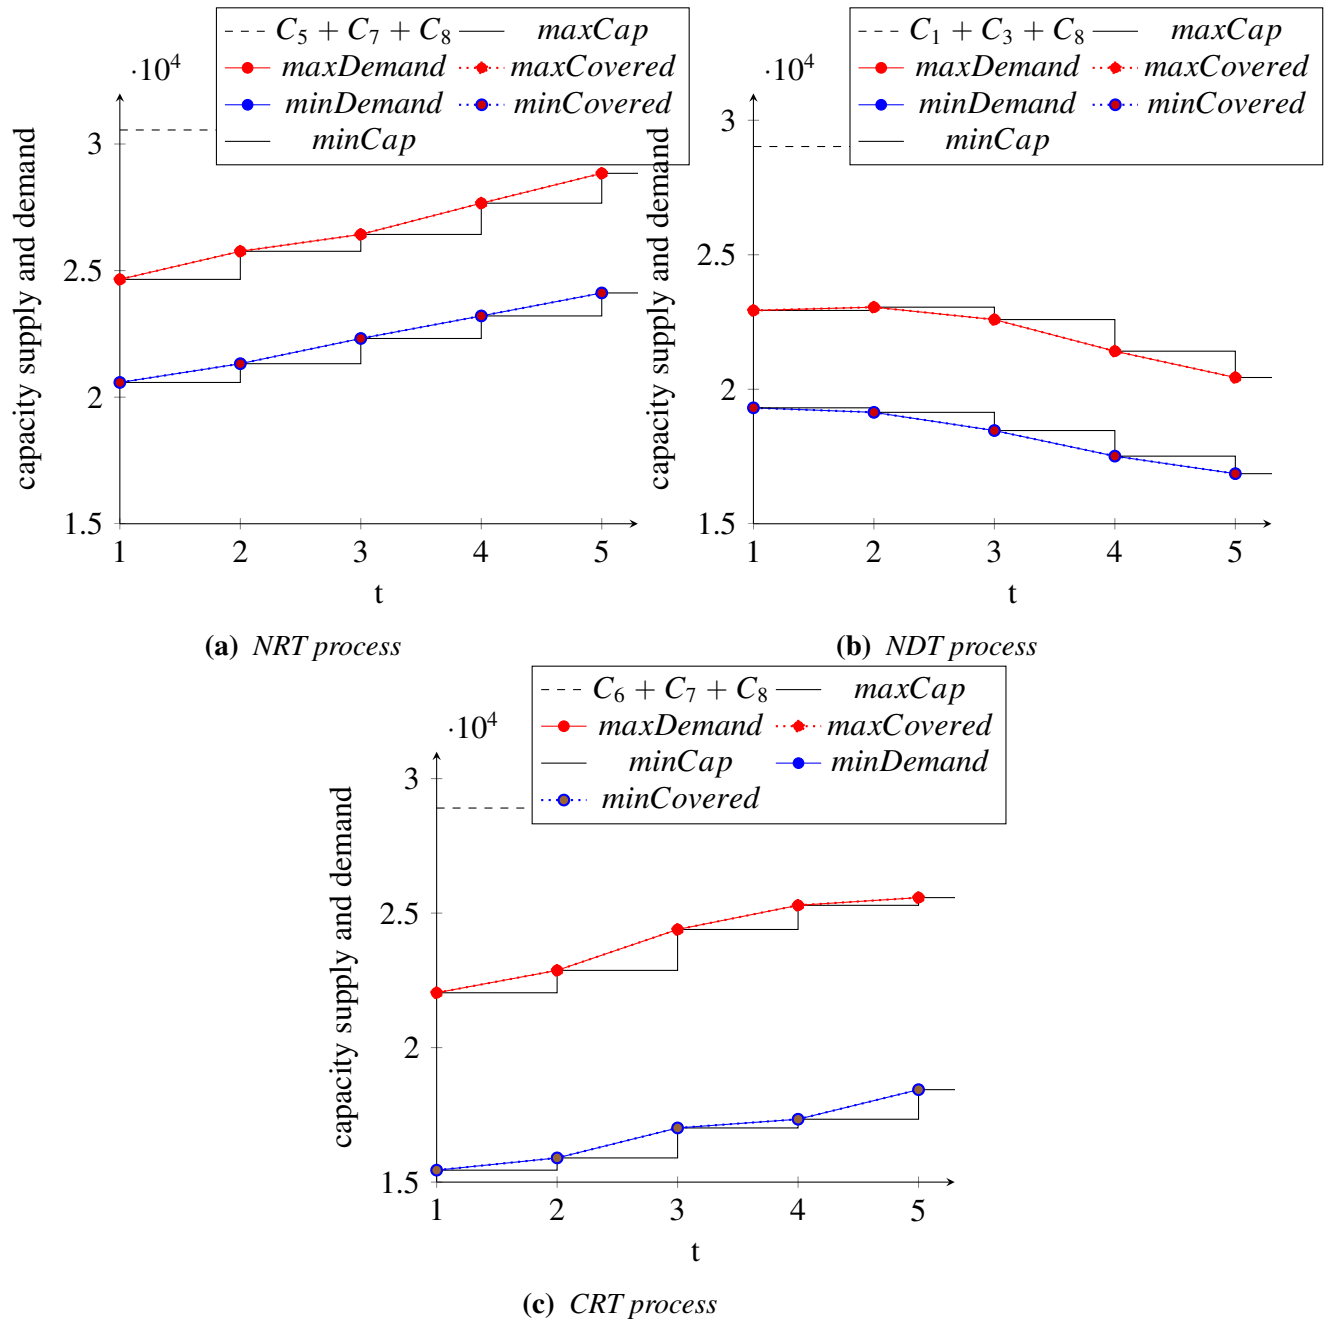 C5 + C7 + C8 maxCap
maxDemand maxCovered
minDemand minCovered
minCap
·10^4
3
2.5
2
1.5
1 2 3 4 5
t
capacity supply and demand
(a) NRT process
C1 + C3 + C8 maxCap
maxDemand maxCovered
minDemand minCovered
minCap
·10^4
3
2.5
2
1.5
1 2 3 4 5
t
capacity supply and demand
(b) NDT process
C6 + C7 + C8 maxCap
maxDemand maxCovered
minCap minDemand
minCovered
·10^4
3
2.5
2
1.5
1 2 3 4 5
t
capacity supply and demand
(c) CRT process